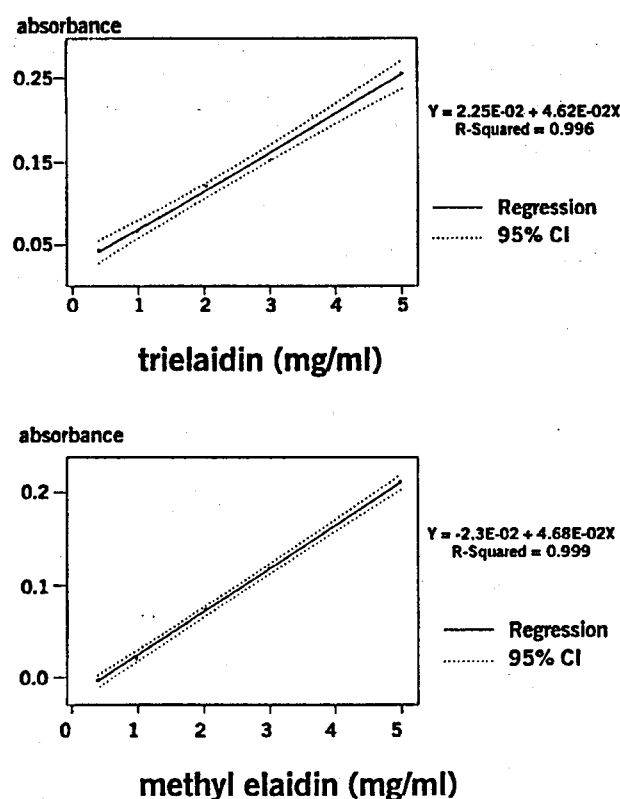 absorbance
0.25
0.15
0.05
0 1 2 3 4 5
trielaidin (mg/ml)
Y = 2.25E-02 + 4.62E-02X
R-Squared = 0.996
Regression
95% CI
absorbance
0.2
0.1
0.0
0 1 2 3 4 5
methyl elaidin (mg/ml)
Y = -2.3E-02 + 4.68E-02X
R-Squared = 0.999
Regression
95% CI